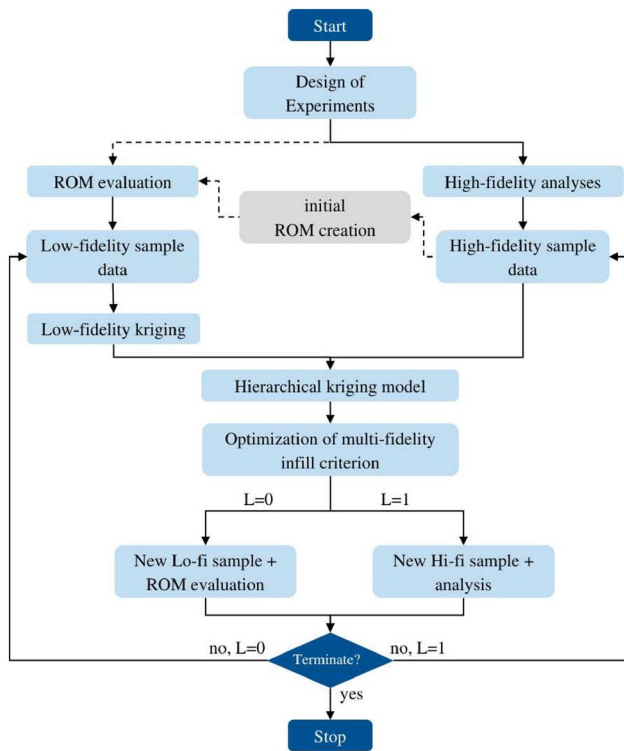 Start
Design of
Experiments
ROM evaluation
High-fidelity analyses
initial
ROM creation
Low-fidelity sample
data
High-fidelity sample
data
Low-fidelity kriging
Hierarchical kriging model
Optimization of multi-fidelity
infill criterion
L=0
L=1
New Lo-fi sample +
ROM evaluation
New Hi-fi sample +
analysis
no, L=0
Terminate?
no, L=1
yes
Stop